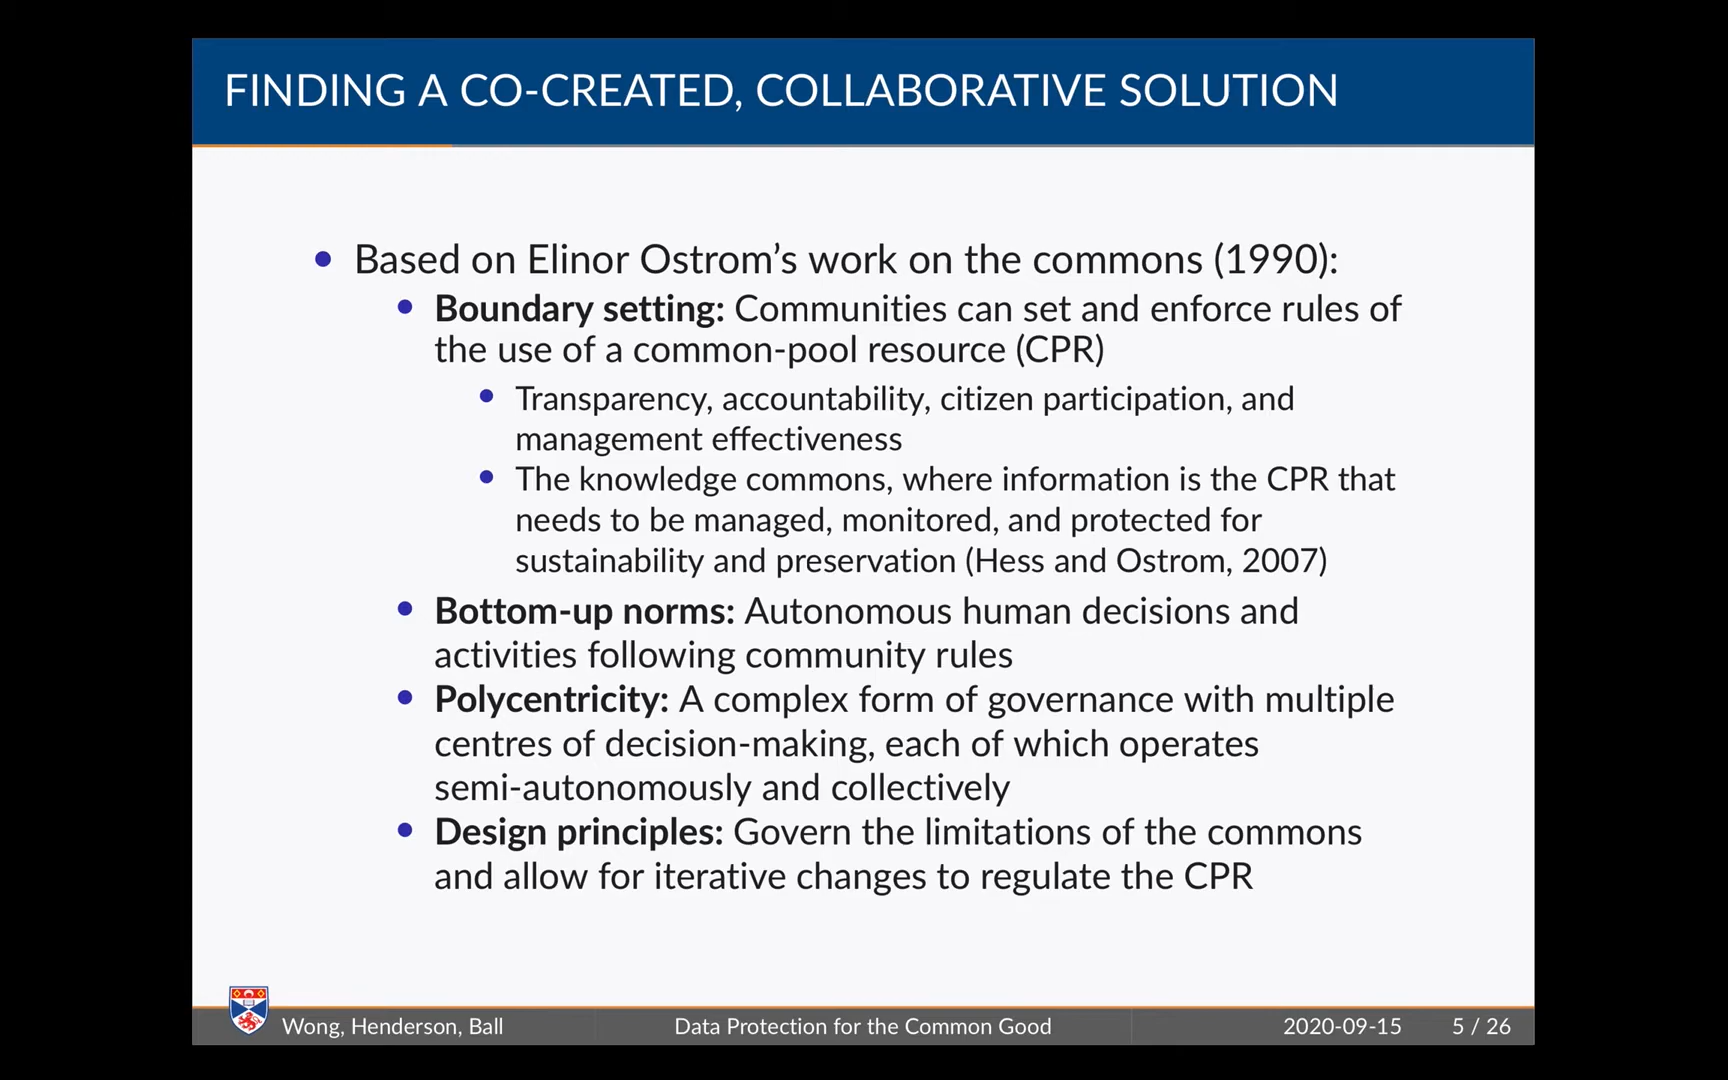 FINDING A CO-CREATED, COLLABORATIVE SOLUTION
Based on Elinor Ostrom’s work on the commons (1990):
Boundary setting: Communities can set and enforce rules of
the use of a common-pool resource (CPR)
Transparency, accountability, citizen participation, and
management effectiveness
The knowledge commons, where information is the CPR that
needs to be managed, monitored, and protected for
sustainability and preservation (Hess and Ostrom, 2007)
Bottom-up norms: Autonomous human decisions and
activities following community rules
Polycentricity: A complex form of governance with multiple
centres of decision-making, each of which operates
semi-autonomously and collectively
Design principles: Govern the limitations of the commons
and allow for iterative changes to regulate the CPR
Wong, Henderson, Ball Data Protection for the Common Good 2020-09-15 5 / 26